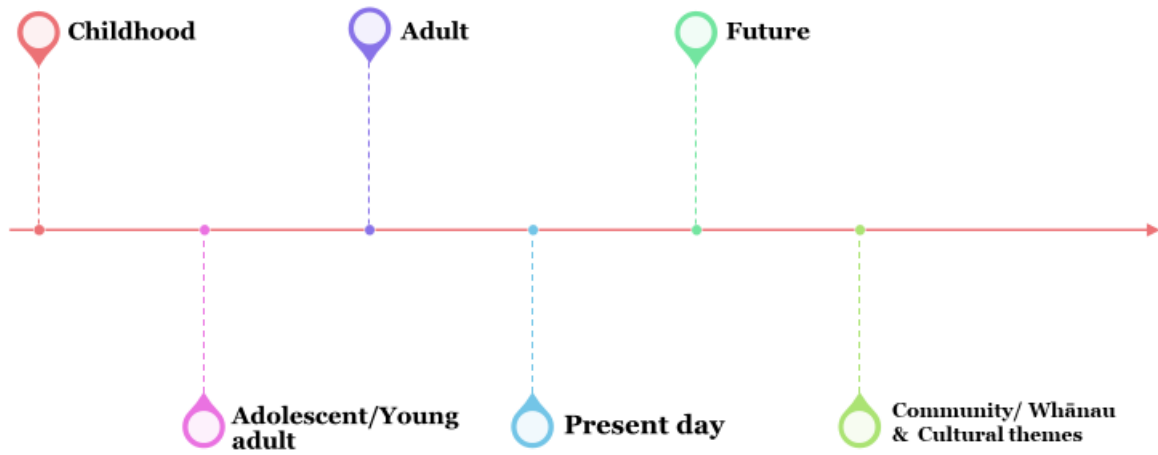 Childhood
Adult
Future
Adolescent/Young
adult
Present day
Community/ Whānau
& Cultural themes